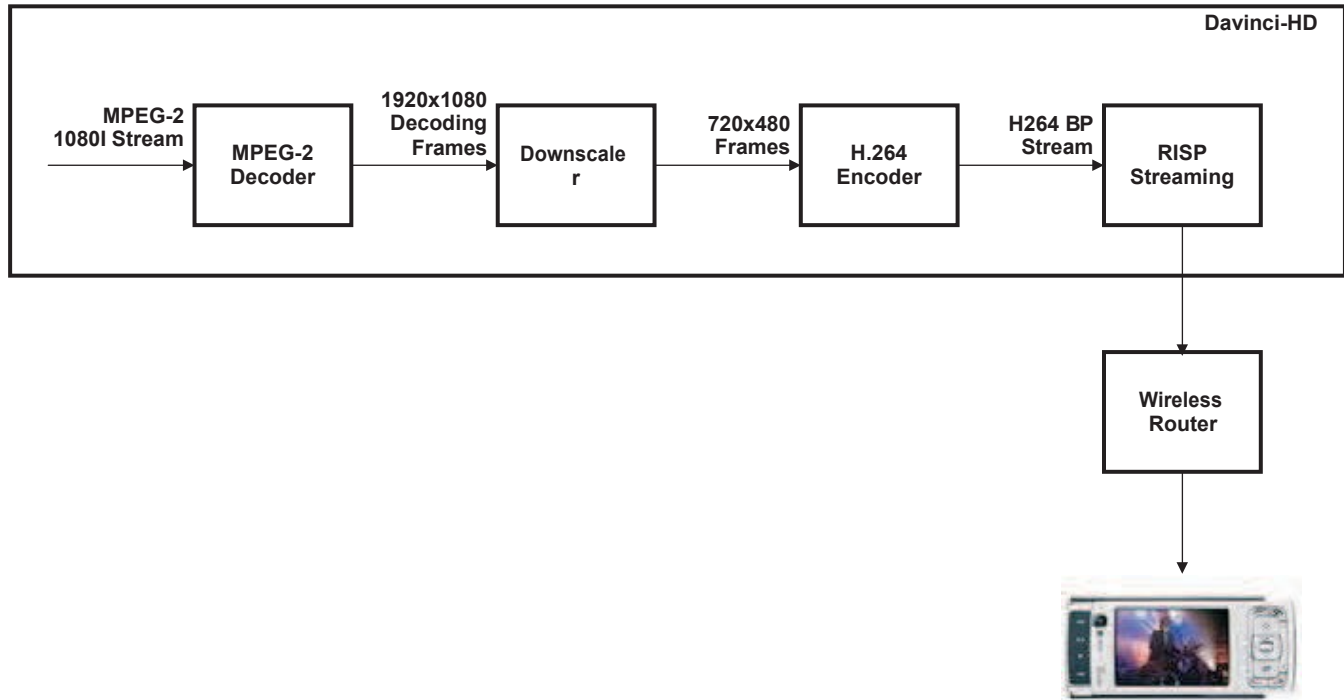 Davinci-HD
MPEG-2
1080I Stream
MPEG-2
Decoder
1920x1080
Decoding
Frames
Downscale
r
720x480
Frames
H.264
Encoder
H264 BP
Stream
RISP
Streaming
Wireless
Router